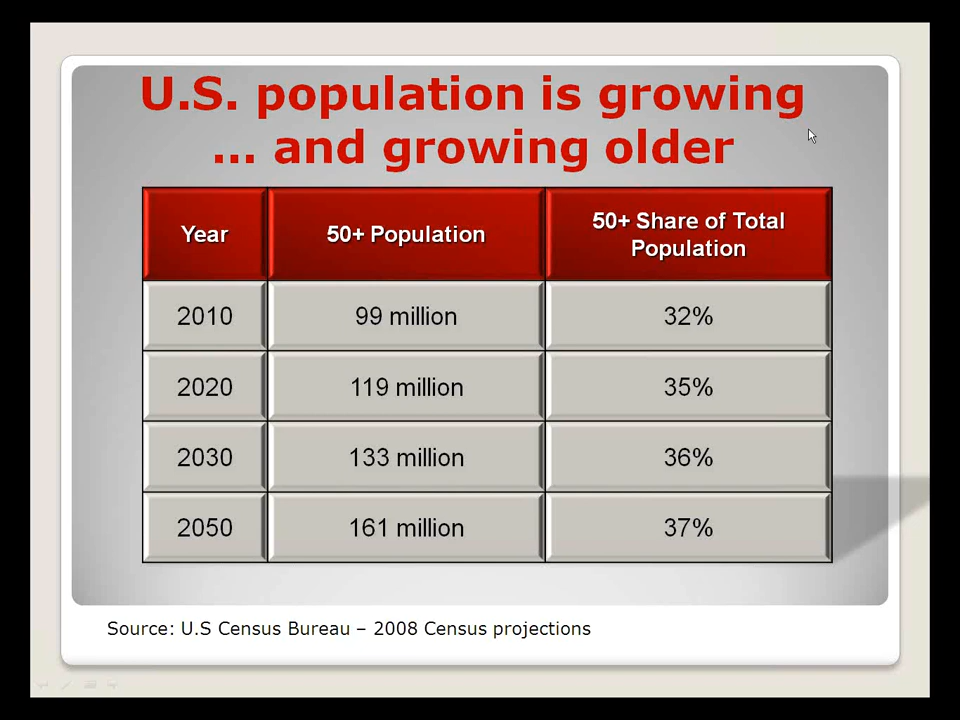 U.S. population is growing
... and growing older
Year 50+ Population 50+ Share of Total
Population
2010 99 million 32%
2020 119 million 35%
2030 133 million 36%
2050 161 million 37%
Source: U.S Census Bureau – 2008 Census projections